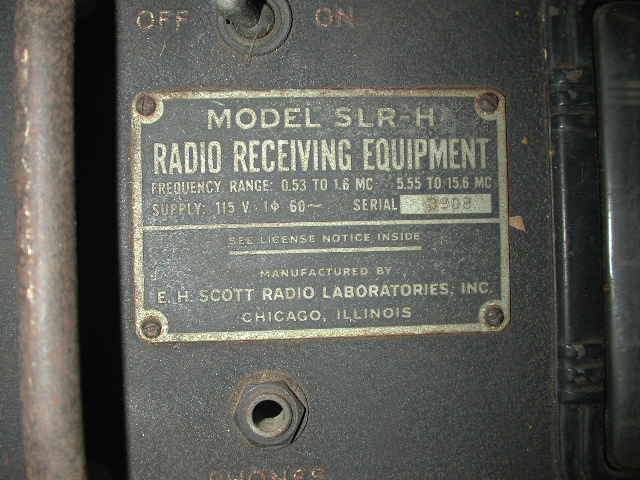 OFF ON
MODEL SLR-H
RADIO RECEIVING EQUIPMENT
FREQUENCY RANGE: 0.53 TO 1.6 MC 5.55 TO 15.6 MC
SUPPLY: 115 V 1Φ 60~ SERIAL 3908
SEE LICENSE NOTICE INSIDE
MANUFACTURED BY
E. H. SCOTT RADIO LABORATORIES, INC.
CHICAGO, ILLINOIS
PHONES